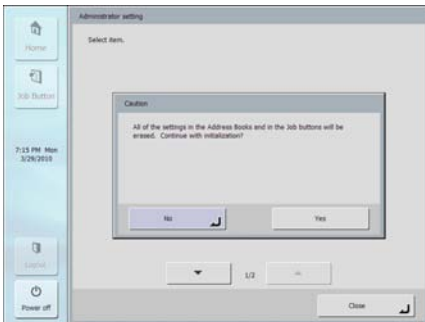 Administrator setting
Select item.
Home
Job Button
Caution
All of the settings in the Address Books and in the Job buttons will be
erased. Continue with initialization?
7:15 PM Mon
3/29/2010
No
Yes
1/2
Logout
Power off
Close